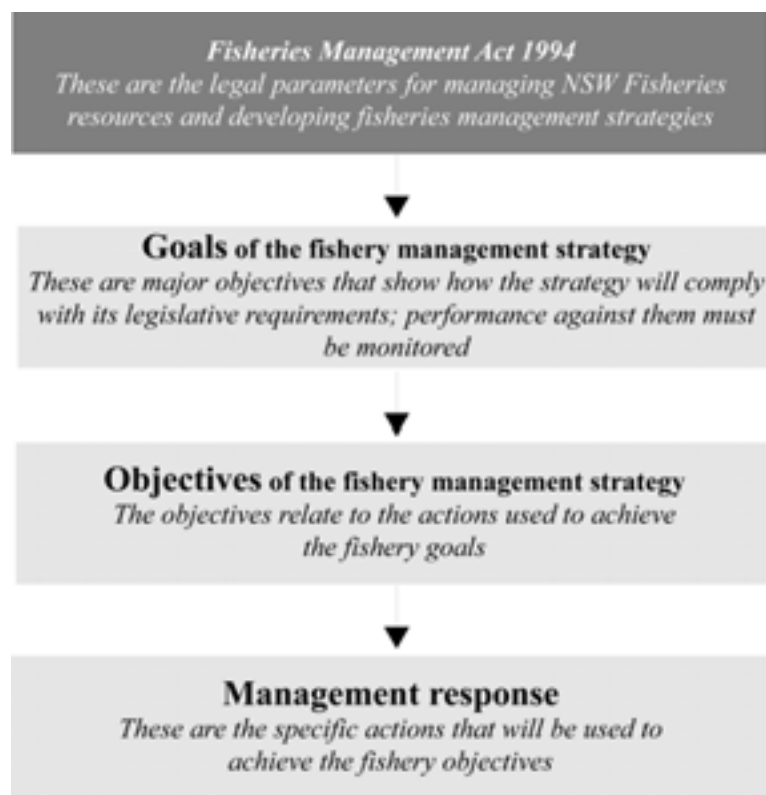 Fisheries Management Act 1994
These are the legal parameters for managing NSW Fisheries
resources and developing fisheries management strategies
Goals of the fishery management strategy
These are major objectives that show how the strategy will comply
with its legislative requirements; performance against them must
be monitored
Objectives of the fishery management strategy
The objectives relate to the actions used to achieve
the fishery goals
Management response
These are the specific actions that will be used to
achieve the fishery objectives